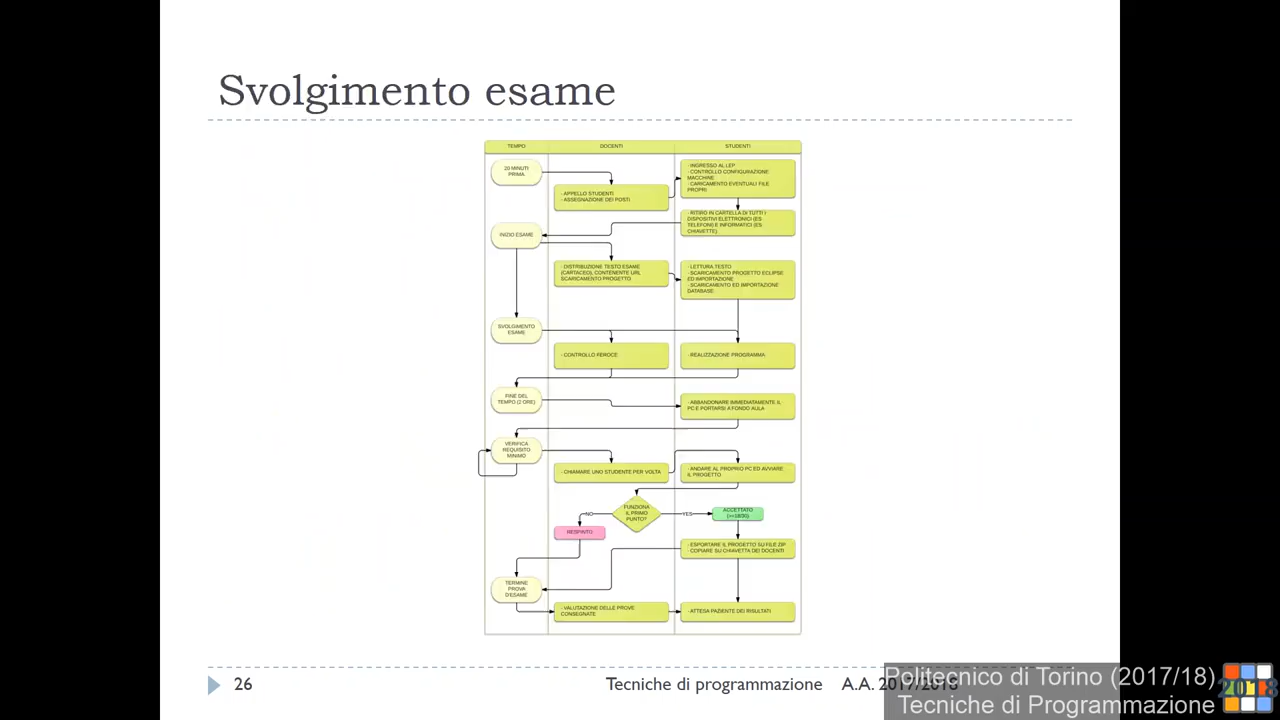 Svolgimento esame
TEMPO
DOCENTI
STUDENTI
20 MINUTI
PRIMA
- APPELLO STUDENTI
- ASSEGNAZIONE DEI POSTI
- INGRESSO AL LEP
- CONTROLLO CONFIGURAZIONE
MACCHINE
- CARICAMENTO EVENTUALI FILE
PROPRI
- RITIRO IN CARTELLA DI TUTTI I
DISPOSITIVI ELETTRONICI (ES
TELEFONI) E INFORMATICI (ES.
CHIAVETTE)
INIZIO ESAME
- DISTRIBUZIONE TESTO ESAME
(CARTACEO), CONTENENTE URL
SCARICAMENTO PROGETTO
- LETTURA TESTO
- SCARICAMENTO PROGETTO ECLIPSE
ED IMPORTAZIONE
- SCARICAMENTO ED IMPORTAZIONE
DATABASE
SVOLGIMENTO
ESAME
- CONTROLLO FEROCE
- REALIZZAZIONE PROGRAMMA
FINE DEL
TEMPO (2 ORE)
- ABBANDONARE IMMEDIATAMENTE IL
PC E PORTARSI A FONDO AULA
VERIFICA
REQUISITO
MINIMO
- CHIAMARE UNO STUDENTE PER VOLTA
- ANDARE AL PROPRIO PC ED AVVIARE
IL PROGETTO
FUNZIONA
IL PRIMO
PUNTO?
NO
YES
ACCETTATO
(>=18/30)
RESPINTO
- ESPORTARE IL PROGETTO SU FILE ZIP
- COPIARE SU CHIAVETTA DEI DOCENTI
TERMINE
PROVA
D'ESAME
- VALUTAZIONE DELLE PROVE
CONSEGNATE
- ATTESA PAZIENTE DEI RISULTATI
26
Tecniche di programmazione A.A. 2017/2018
Politecnico di Torino (2017/18)
Tecniche di Programmazione
2018